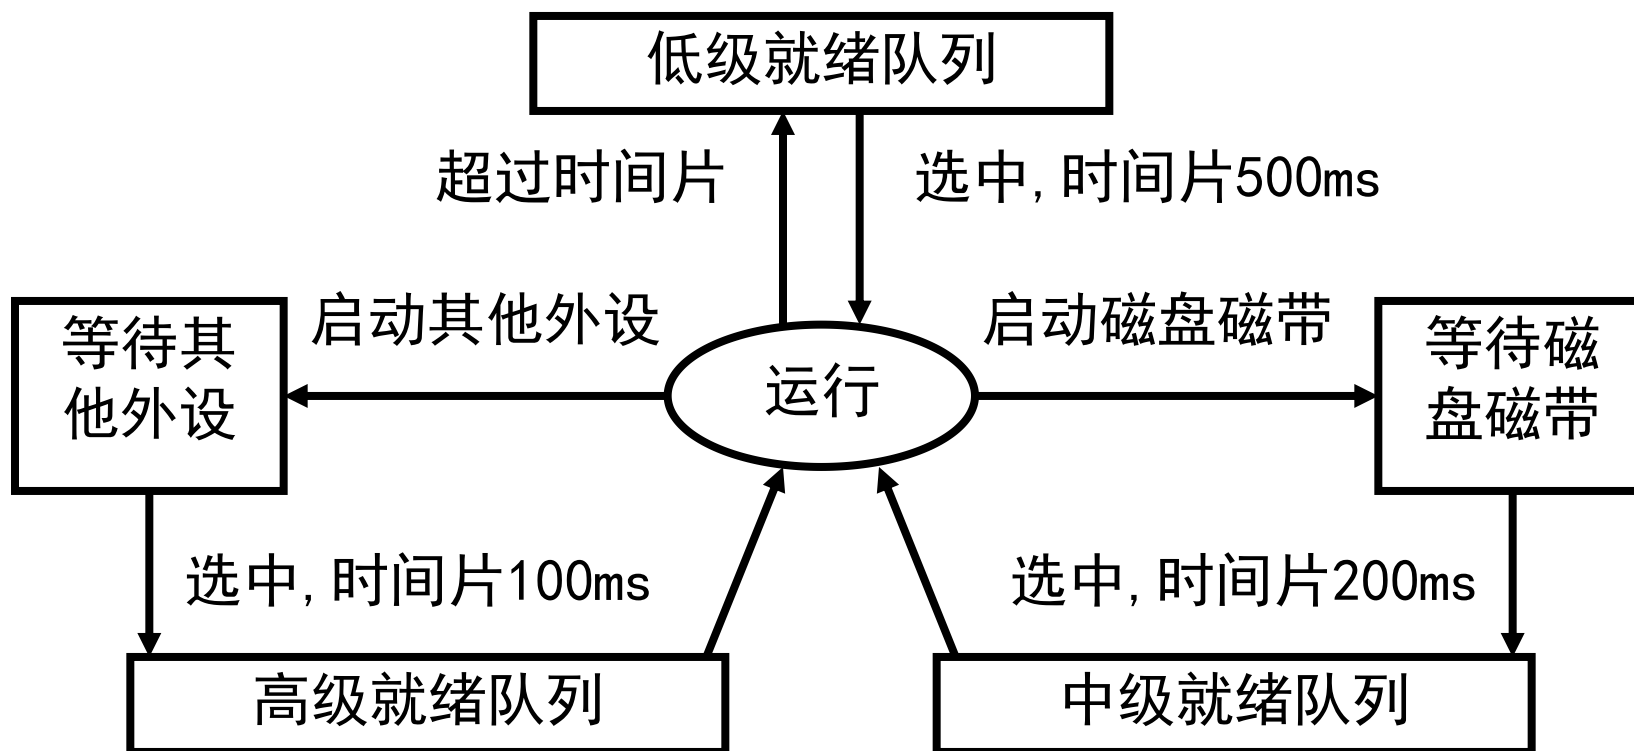 低级就绪队列
超过时间片
选中,时间片500ms
启动其他外设
启动磁盘磁带
等待其
他外设
运行
等待磁
盘磁带
选中,时间片100ms
选中,时间片200ms
高级就绪队列
中级就绪队列